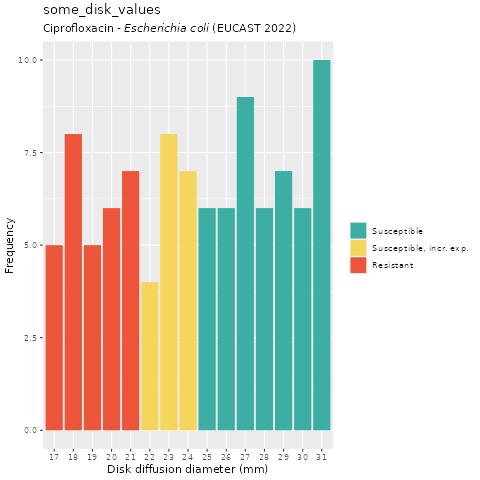 some_disk_values
Ciprofloxacin - Escherichia coli (EUCAST 2022)
Frequency
10.0
7.5
5.0
2.5
0.0
17 18 19 20 21 22 23 24 25 26 27 28 29 30 31
Disk diffusion diameter (mm)
Susceptible
Susceptible, incr. exp.
Resistant